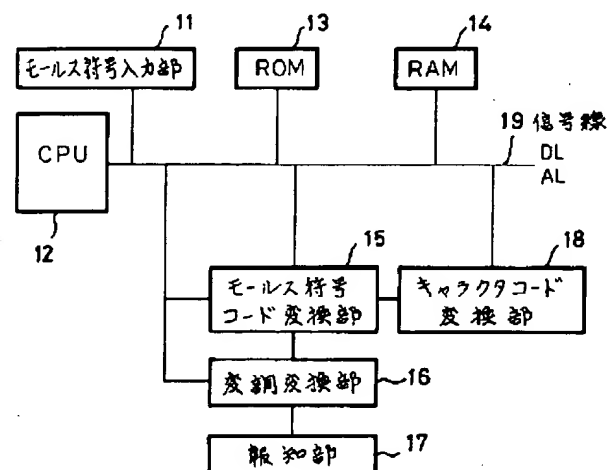 11
13
14
モールス符号入力部
ROM
RAM
19 信号線
CPU
DL
AL
12
15
18
モールス符号
コード変換部
キャラクタコード
変換部
変調変換部
16
報知部
17